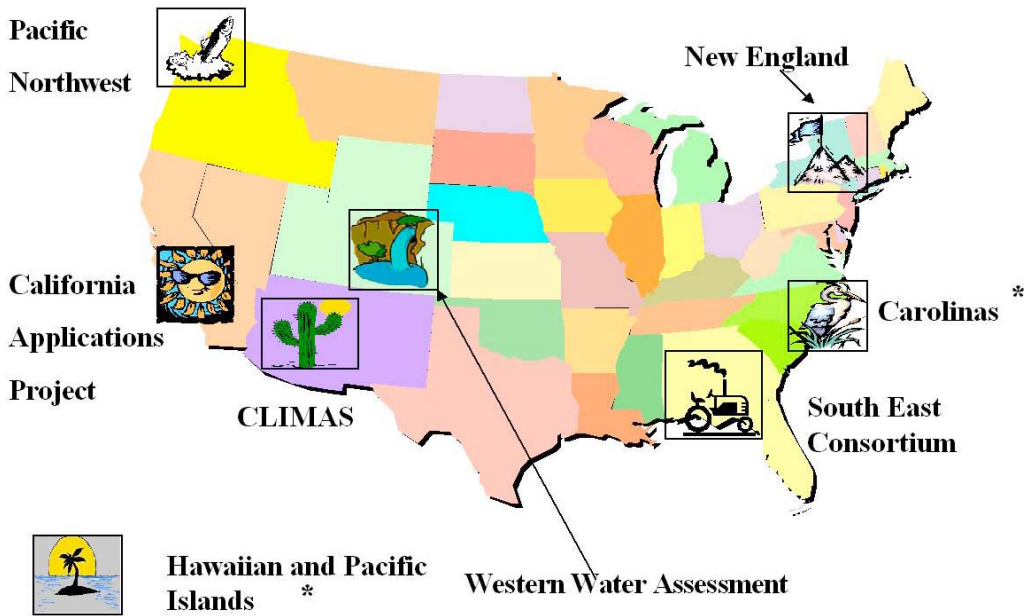 Pacific
Northwest
New England
California
Applications
Project
Carolinas *
CLIMAS
South East
Consortium
Hawaiian and Pacific
Islands *
Western Water Assessment